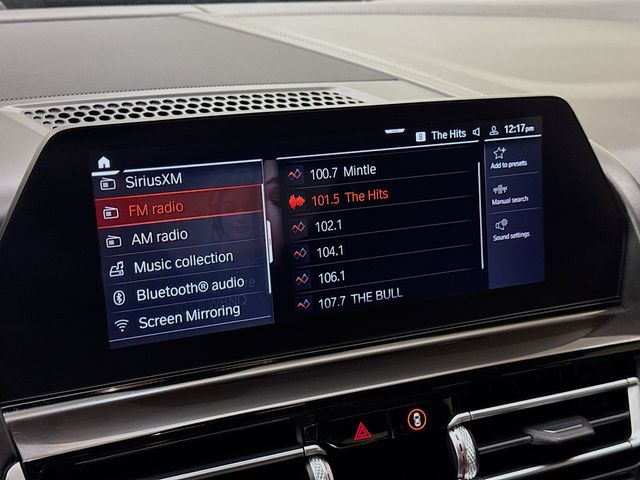 The Hits 12:17 pm
SiriusXM
FM radio
AM radio
Music collection
Bluetooth® audio
Screen Mirroring
100.7 Mintle
101.5 The Hits
102.1
104.1
106.1
107.7 THE BULL
Add to presets
Manual search
Sound settings